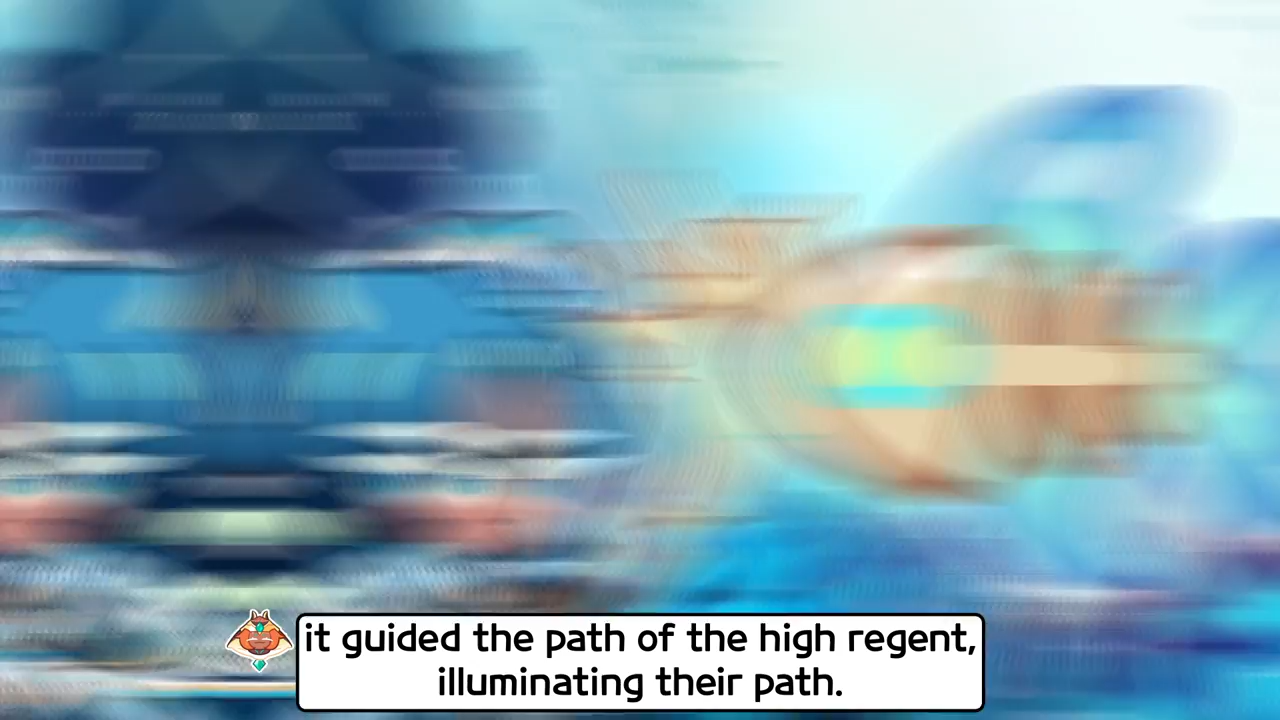 it guided the path of the high regent,
illuminating their path.